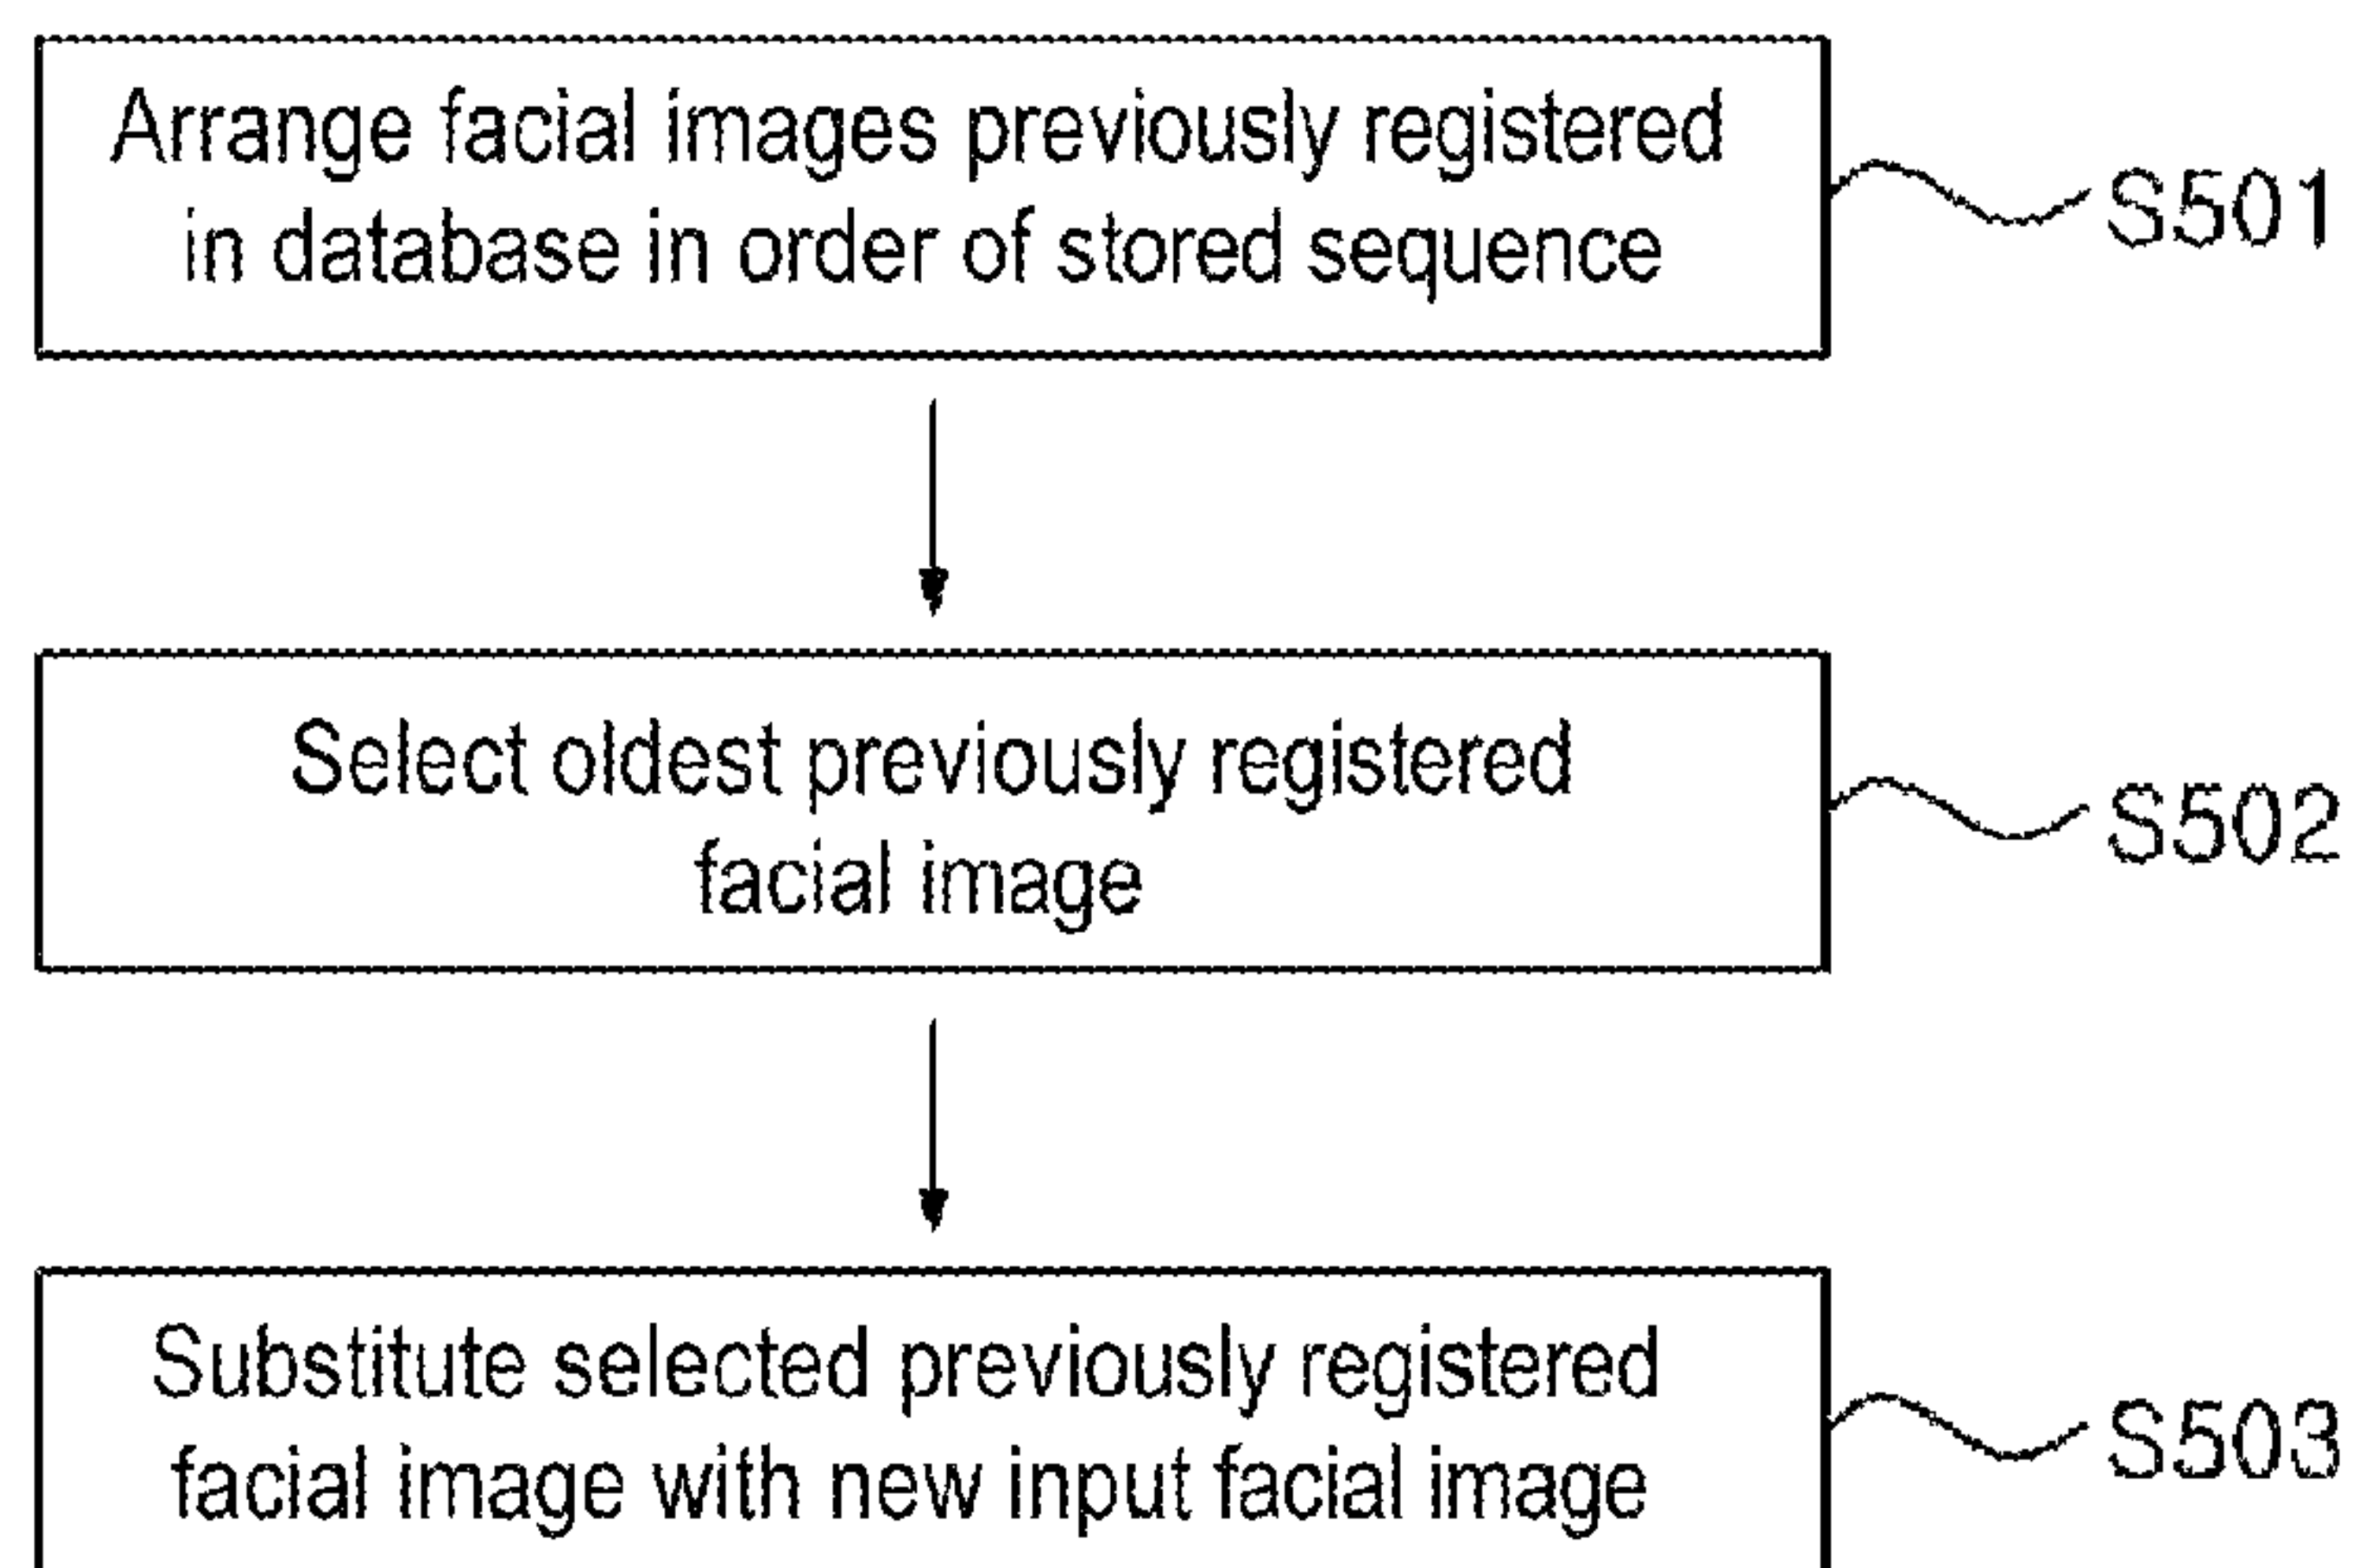 Arrange facial images previously registered
in database in order of stored sequence
S501
Select oldest previously registered
facial image
S502
Substitute selected previously registered
facial image with new input facial image
S503